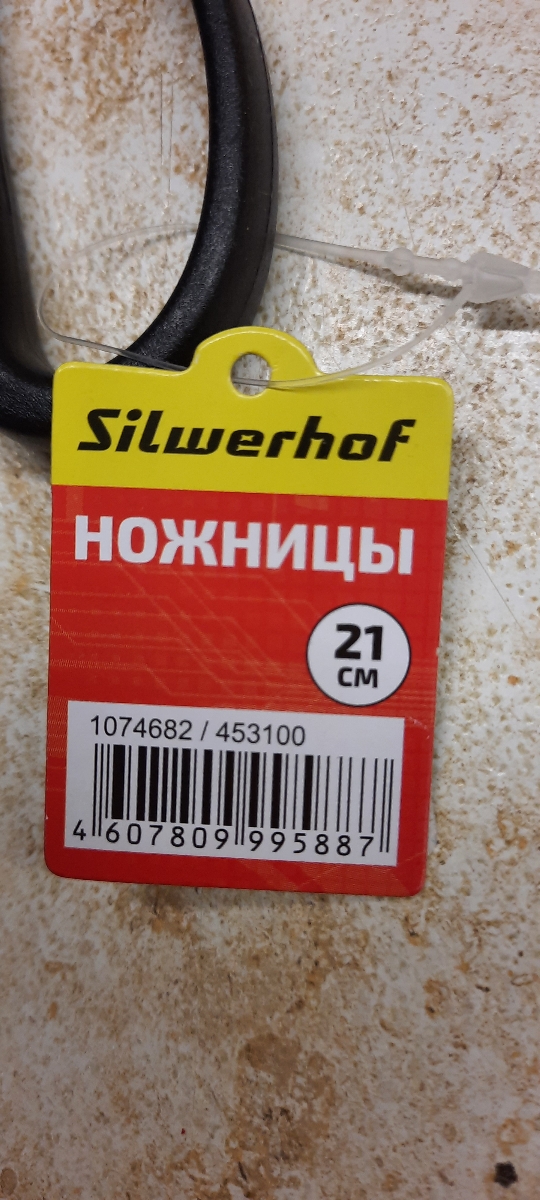 Silwerhof
НОЖНИЦЫ
21
СМ
1074682 / 453100
4 607809 995887